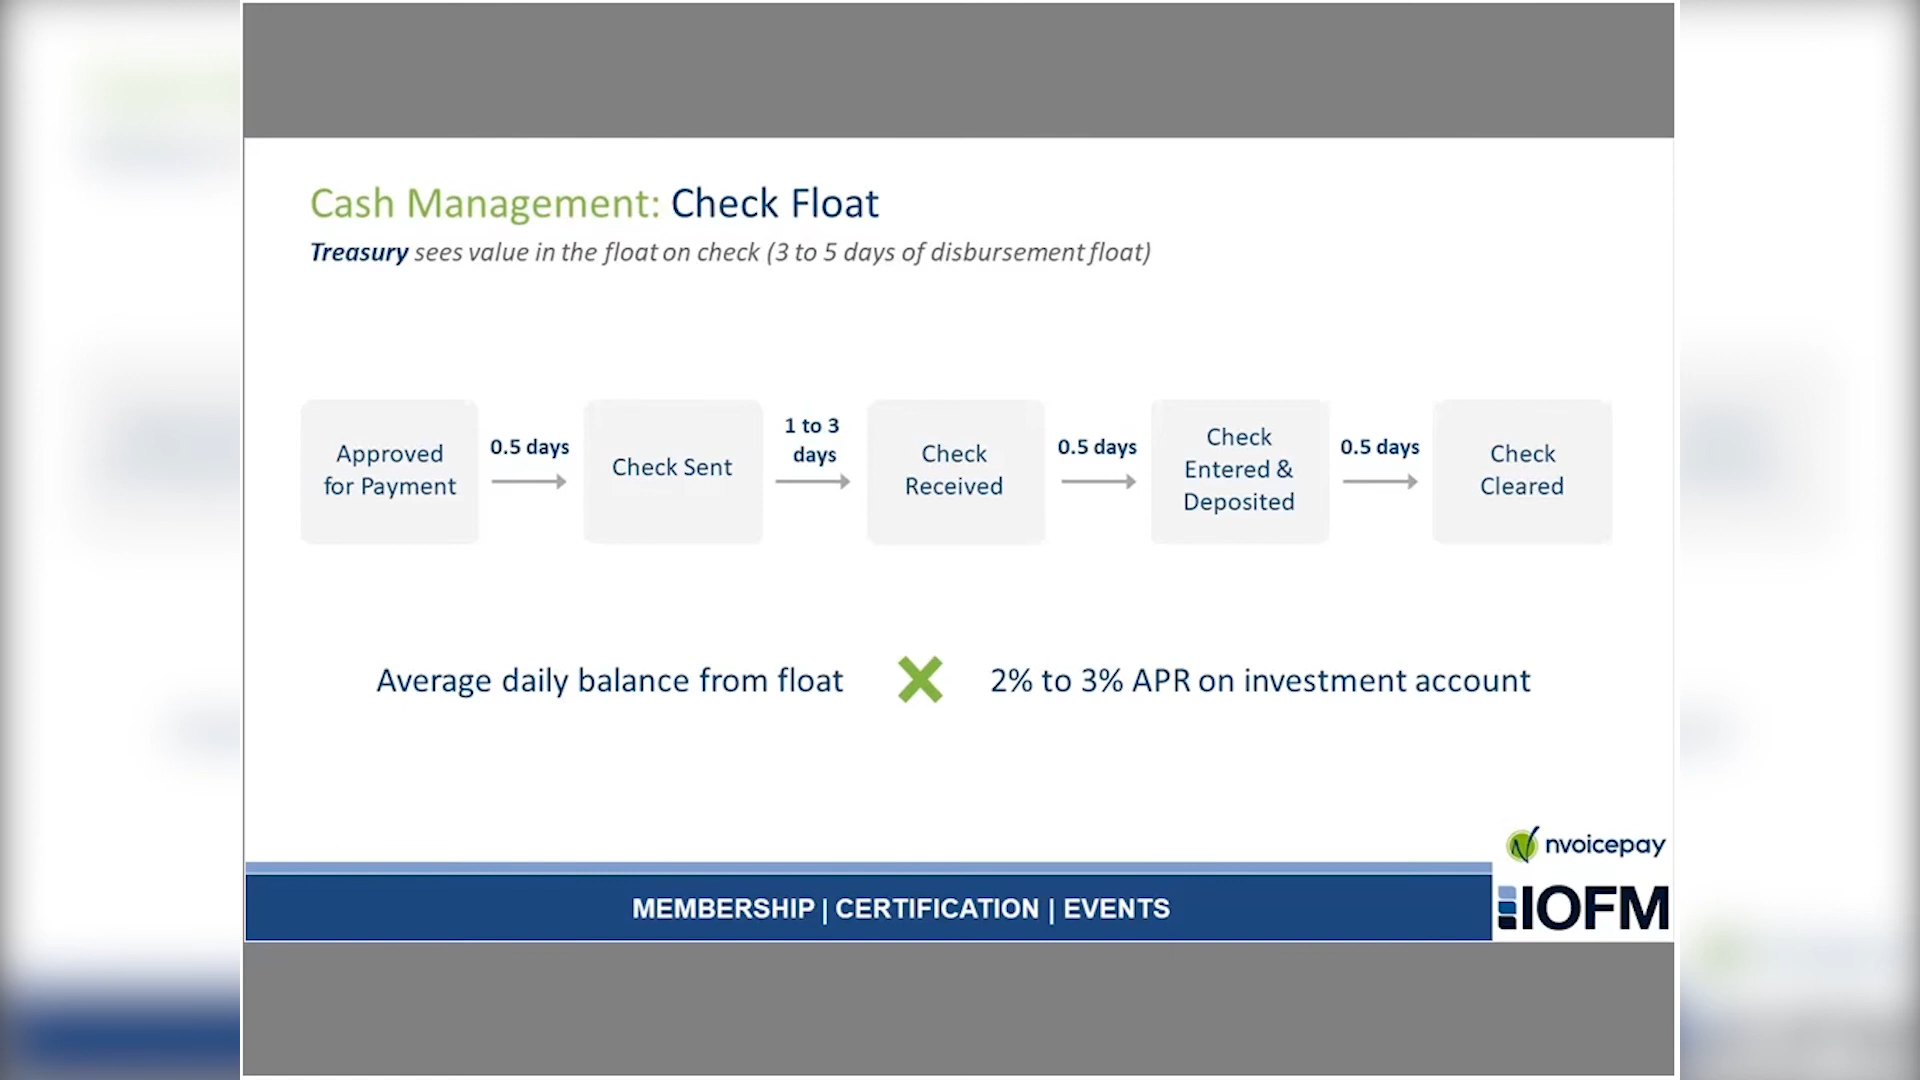 Cash Management: Check Float
Treasury sees value in the float on check (3 to 5 days of disbursement float)
Approved
for Payment
0.5 days
Check Sent
1 to 3
days
Check
Received
0.5 days
Check
Entered &
Deposited
0.5 days
Check
Cleared
Average daily balance from float
2% to 3% APR on investment account
nvoicepay
MEMBERSHIP | CERTIFICATION | EVENTS
IOFM